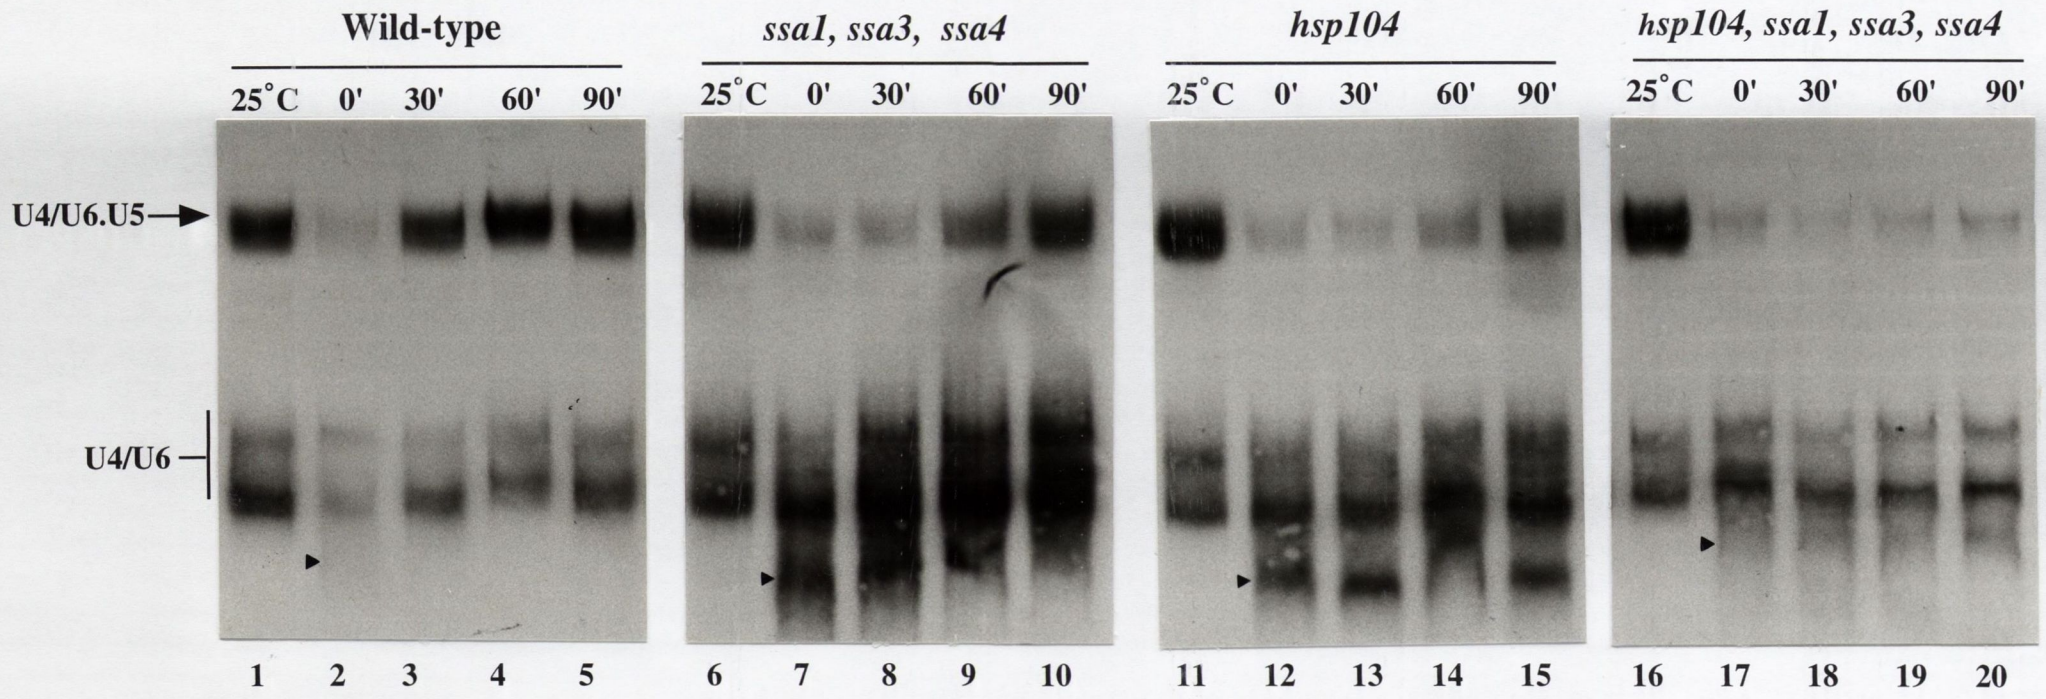 Wild-type ssa1, ssa3, ssa4 hsp104 hsp104, ssa1, ssa3, ssa4
25°C 0' 30' 60' 90' 25°C 0' 30' 60' 90' 25°C 0' 30' 60' 90' 25°C 0' 30' 60' 90'
U4/U6.U5
U4/U6
1 2 3 4 5 6 7 8 9 10 11 12 13 14 15 16 17 18 19 20